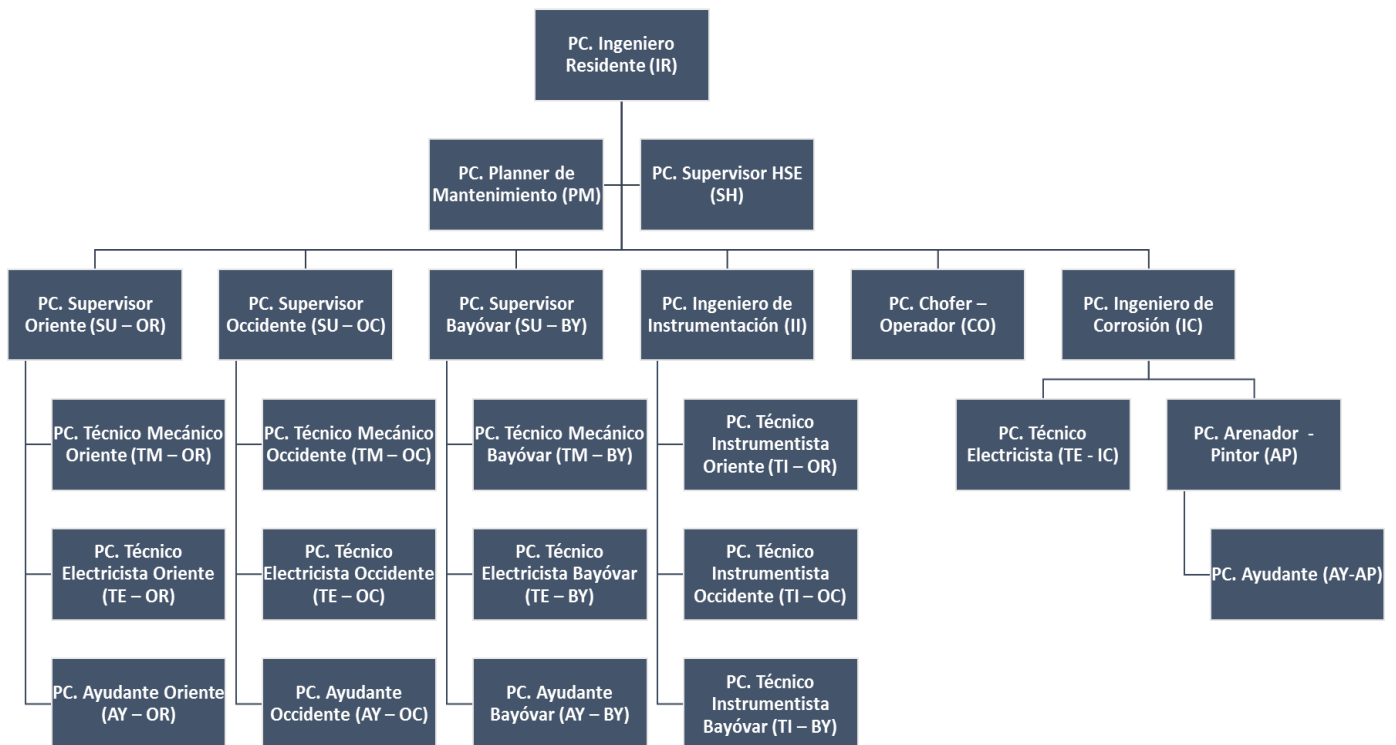 PC. Ingeniero
Residente (IR)
PC. Planner de
Mantenimiento (PM)
PC. Supervisor HSE
(SH)
PC. Supervisor
Oriente (SU – OR)
PC. Supervisor
Occidente (SU – OC)
PC. Supervisor
Bayóvar (SU – BY)
PC. Ingeniero de
Instrumentación (II)
PC. Chofer –
Operador (CO)
PC. Ingeniero de
Corrosión (IC)
PC. Técnico Mecánico
Oriente (TM – OR)
PC. Técnico Mecánico
Occidente (TM – OC)
PC. Técnico Mecánico
Bayóvar (TM – BY)
PC. Técnico
Instrumentista
Oriente (TI – OR)
PC. Técnico
Electricista (TE - IC)
PC. Arenador -
Pintor (AP)
PC. Técnico
Electricista Oriente
(TE – OR)
PC. Técnico
Electricista Occidente
(TE – OC)
PC. Técnico
Electricista Bayóvar
(TE – BY)
PC. Técnico
Instrumentista
Occidente (TI – OC)
PC. Ayudante (AY-AP)
PC. Ayudante Oriente
(AY – OR)
PC. Ayudante
Occidente (AY – OC)
PC. Ayudante
Bayóvar (AY – BY)
PC. Técnico
Instrumentista
Bayóvar (TI – BY)